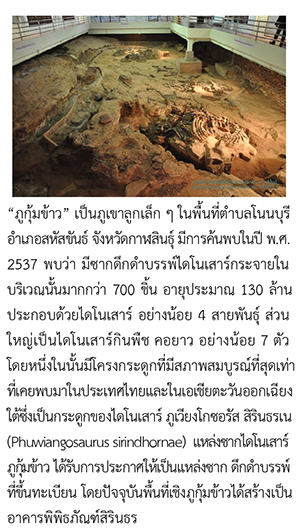 “ภูกุ้มข้าว” เป็นภูเขาลูกเล็ก ๆ ในพื้นที่ตำบลโนนบุรี
อำเภอสหัสขันธ์ จังหวัดกาฬสินธุ์ มีการค้นพบในปี พ.ศ.
2537 พบว่า มีซากดึกดำบรรพ์ไดโนเสาร์กระจายใน
บริเวณนั้นมากกว่า 700 ชิ้น อายุประมาณ 130 ล้าน
ประกอบด้วยไดโนเสาร์ อย่างน้อย 4 สายพันธุ์ ส่วน
ใหญ่เป็นไดโนเสาร์กินพืช คอยาว อย่างน้อย 7 ตัว
โดยหนึ่งในนั้นมีโครงกระดูกที่มีสภาพสมบูรณ์ที่สุดเท่า
ที่เคยพบมาในประเทศไทยและในเอเชียตะวันออกเฉียง
ใต้ซึ่งเป็นกระดูกของไดโนเสาร์ ภูเวียงโกซอรัส สิรินธรเน
(Phuwiangosaurus sirindhornae) แหล่งซากไดโนเสาร์
ภูกุ้มข้าว ได้รับการประกาศให้เป็นแหล่งซาก ดึกดำบรรพ์
ที่ขึ้นทะเบียน โดยปัจจุบันพื้นที่เชิงภูกุ้มข้าวได้สร้างเป็น
อาคารพิพิธภัณฑ์สิรินธร